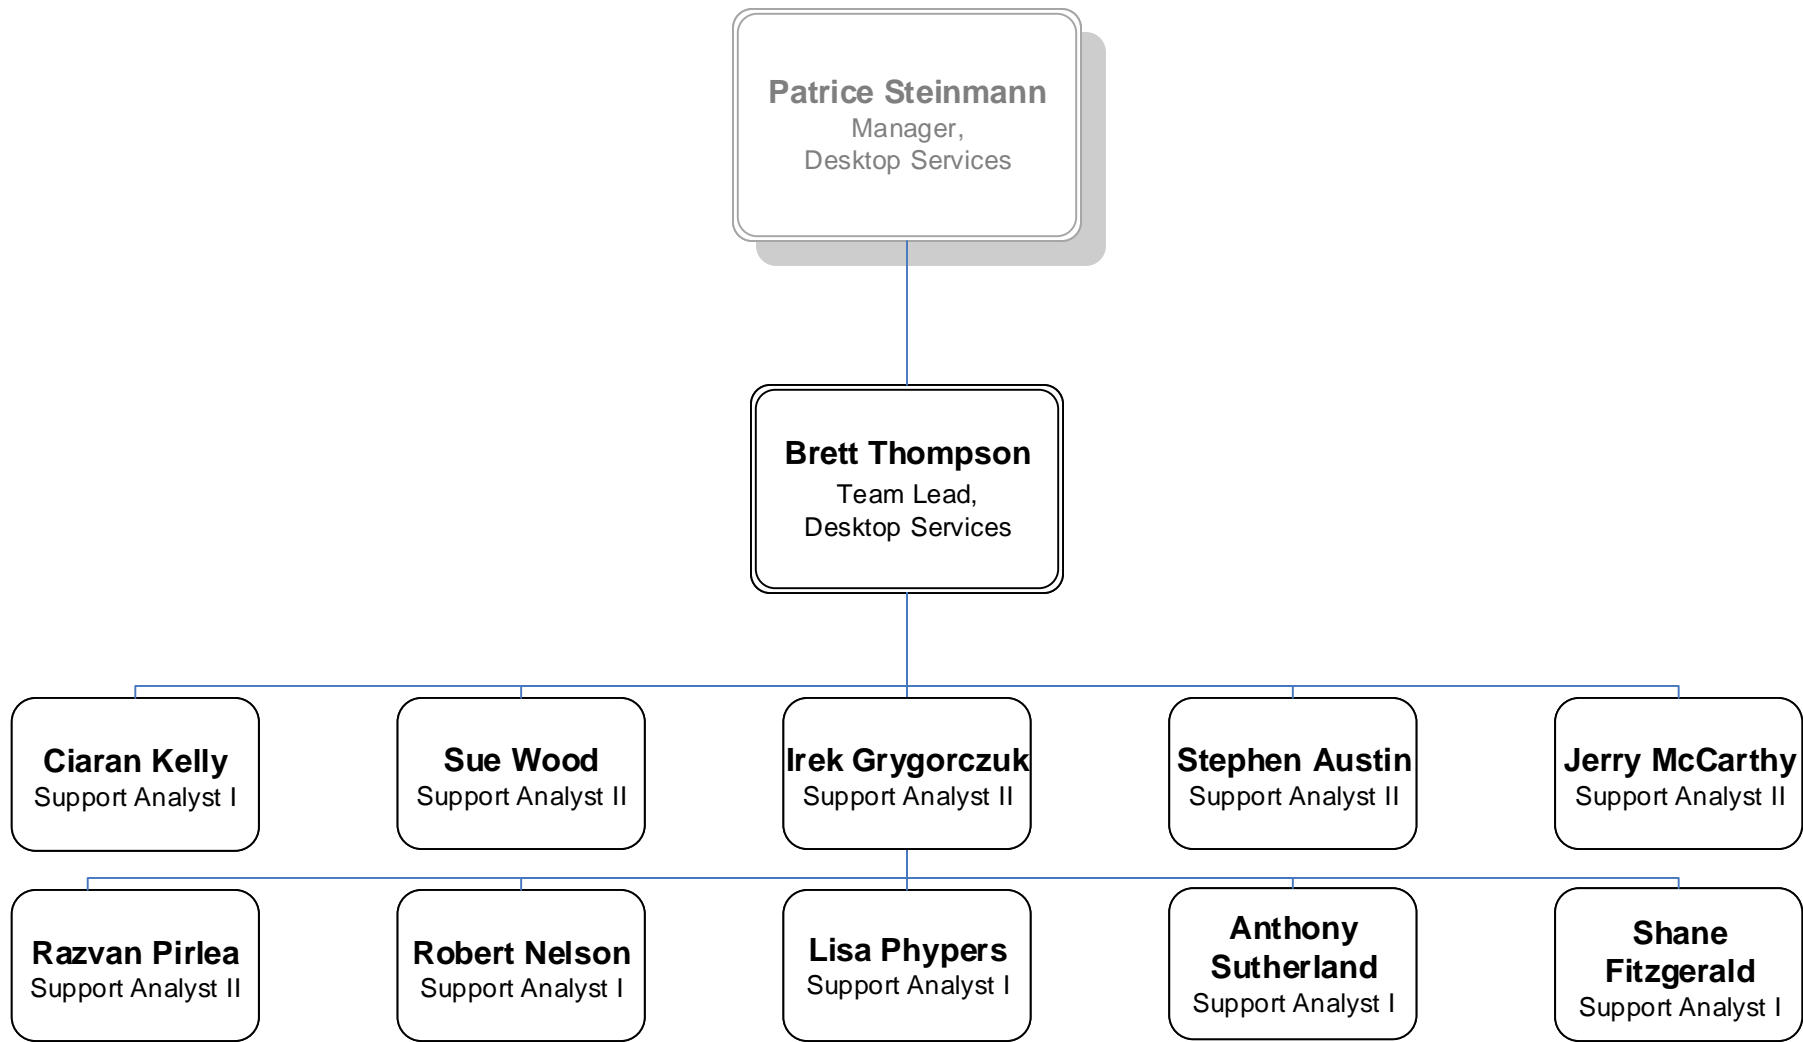 Patrice Steinmann
Manager,
Desktop Services
Brett Thompson
Team Lead,
Desktop Services
Ciaran Kelly
Support Analyst I
Sue Wood
Support Analyst II
Irek Grygorczuk
Support Analyst II
Stephen Austin
Support Analyst II
Jerry McCarthy
Support Analyst II
Razvan Pirlea
Support Analyst II
Robert Nelson
Support Analyst I
Lisa Phypers
Support Analyst I
Anthony
Sutherland
Support Analyst I
Shane
Fitzgerald
Support Analyst I